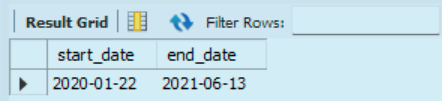 Result Grid Filter Rows:
start_date end_date
2020-01-22 2021-06-13